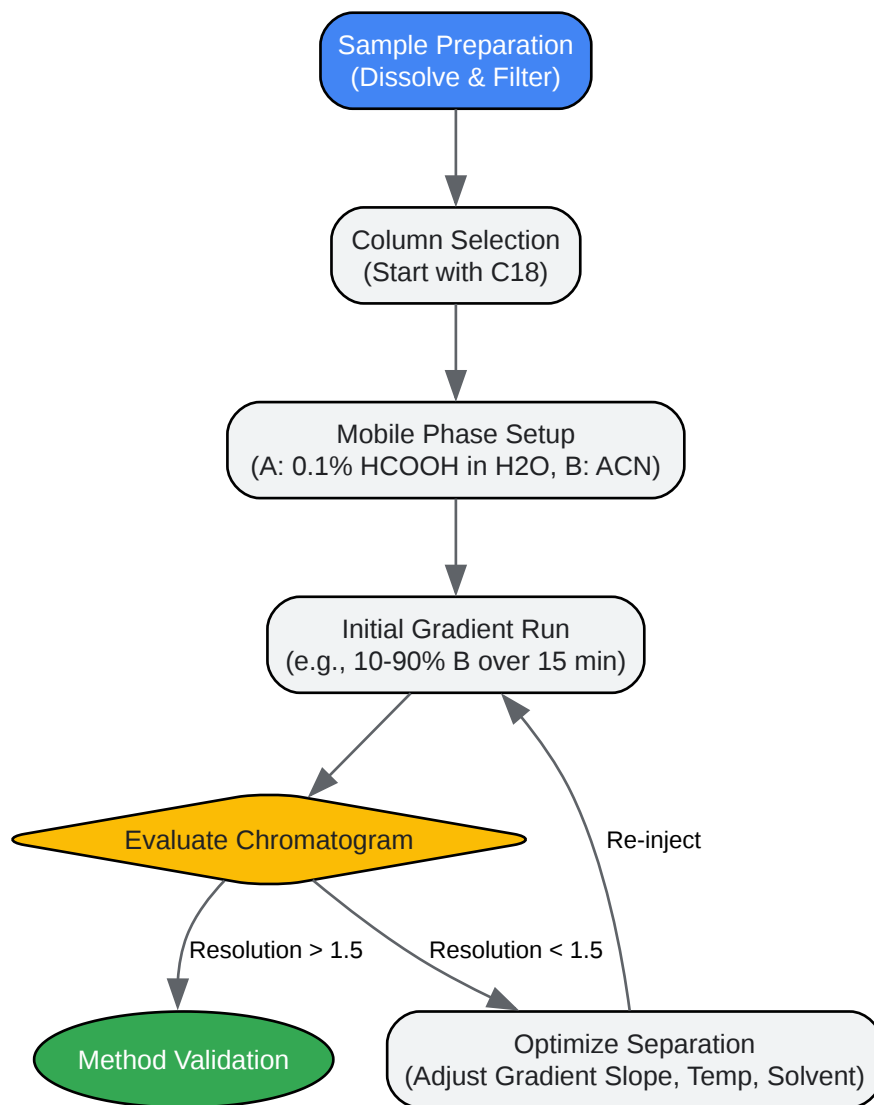 Sample Preparation
(Dissolve & Filter)
Column Selection
(Start with C18)
Mobile Phase Setup
(A: 0.1% HCOOH in H2O, B: ACN)
Initial Gradient Run
(e.g., 10-90% B over 15 min)
Evaluate Chromatogram
Re-inject
Resolution > 1.5
Resolution < 1.5
Method Validation
Optimize Separation
(Adjust Gradient Slope, Temp, Solvent)